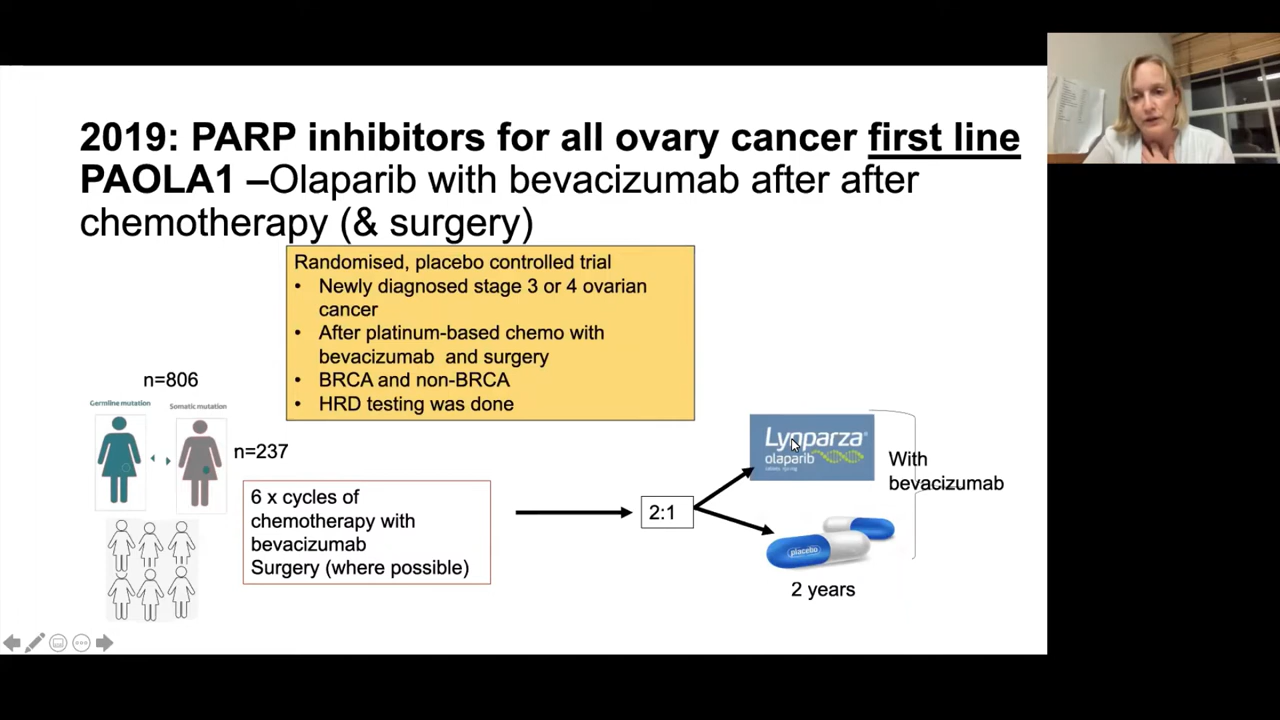 2019: PARP inhibitors for all ovary cancer first line
PAOLA1 –Olaparib with bevacizumab after after
chemotherapy (& surgery)
Randomised, placebo controlled trial
• Newly diagnosed stage 3 or 4 ovarian
cancer
• After platinum-based chemo with
bevacizumab and surgery
• BRCA and non-BRCA
• HRD testing was done
n=806
Germline mutation
Somatic mutation
n=237
6 x cycles of
chemotherapy with
bevacizumab
Surgery (where possible)
2:1
Lynparza®
olaparib
With
bevacizumab
placebo
2 years